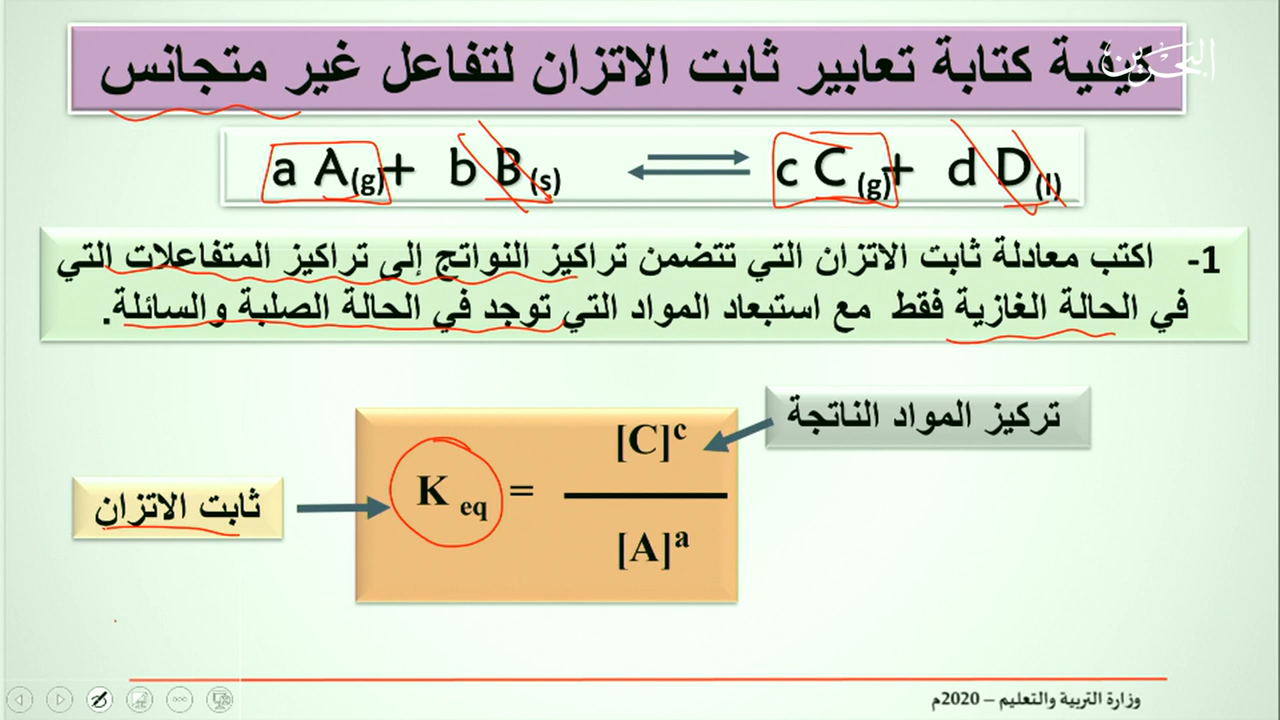 كيفية كتابة تعابير ثابت الاتزان لتفاعل غير متجانس
البحرين
a A(g)+ b B(s) ⇌ c C (g)+ d D(l)
1- اكتب معادلة ثابت الاتزان التي تتضمن تراكيز النواتج إلى تراكيز المتفاعلات التي
في الحالة الغازية فقط مع استبعاد المواد التي توجد في الحالة الصلبة والسائلة.
تركيز المواد الناتجة
[C]ᶜ
ثابت الاتزان
K eq =
[A]ᵃ
وزارة التربية والتعليم – 2020م